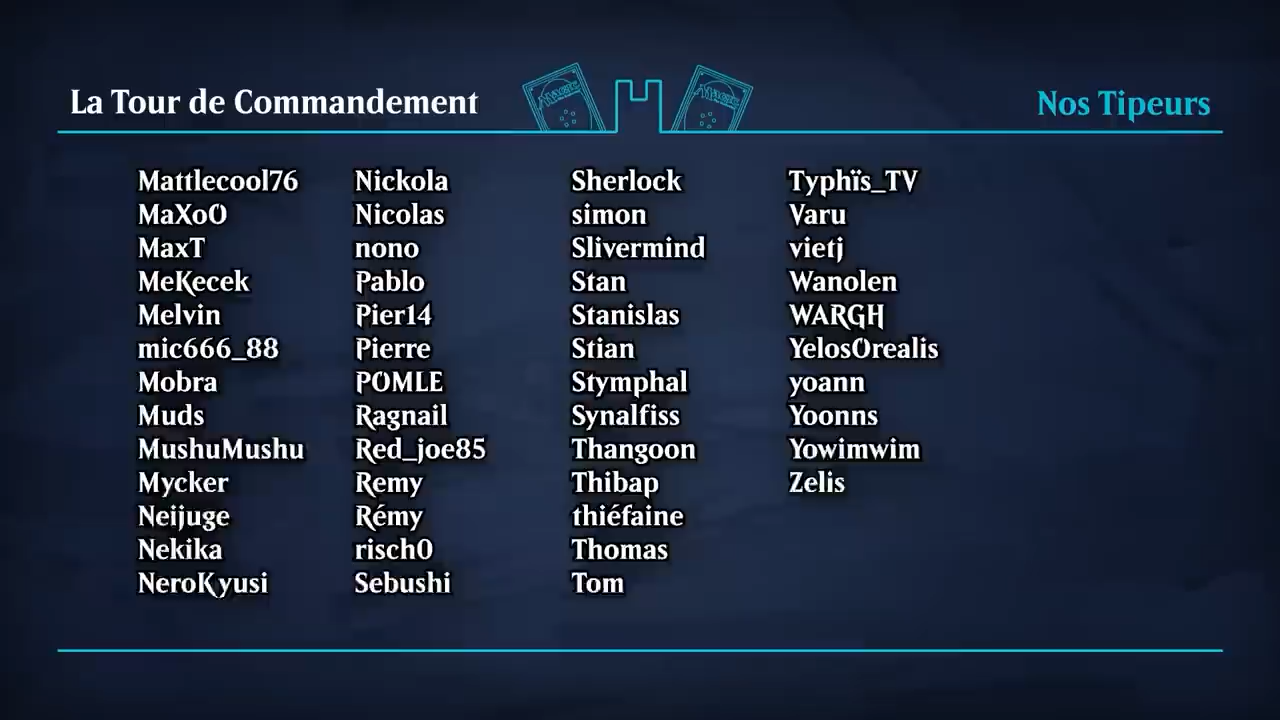 La Tour de Commandement
Nos Tipeurs
Mattlecool76
MaXoO
MaxT
MeKecek
Melvin
mic666_88
Mobra
Muds
MushuMushu
Mycker
Neijuge
Nekika
NeroKyusi
Nickola
Nicolas
nono
Pablo
Pier14
Pierre
POMLE
Ragnail
Red_joe85
Remy
Rémy
risch0
Sebushi
Sherlock
simon
Slivermind
Stan
Stanislas
Stian
Stymphal
Synalfiss
Thangoon
Thibap
thiéfaine
Thomas
Tom
Typhïs_TV
Varu
vietj
Wanolen
WARGH
YelosOrealis
yoann
Yoonns
Yowimwim
Zelis